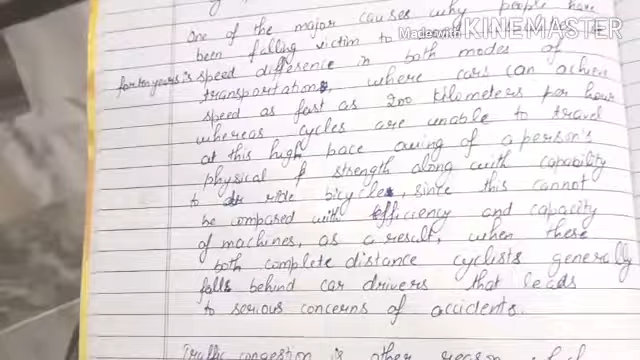 One of the major causes why people have
Made with KINEMASTER
been falling victim to
for ten years is speed difference in both modes of
transportation, where cars can achieve
speed as fast as 200 kilometers per hour
whereas, cycles are unable to travel
at this high pace owing of a person's
physical strength along with capability
to ride bicycle, since this cannot
be compared with efficiency and capacity
of machines, as a result, when these
both complete distance cyclists generally
falls behind car drivers that leads
to serious concerns of accidents.
Traffic congestion is other reason